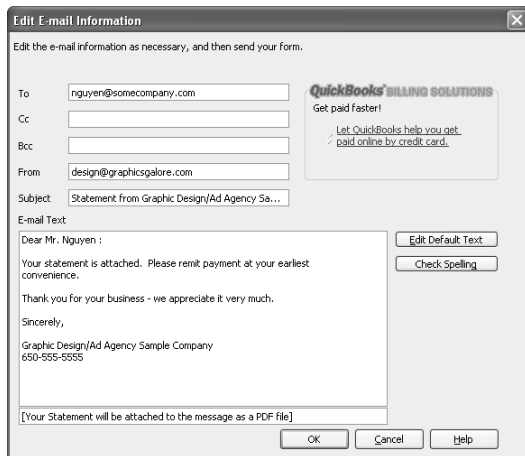 Edit E-mail Information
Edit the e-mail information as necessary, and then send your form.
To nguyen@somecompany.com
Cc
Bcc
From design@graphicsgalore.com
Subject Statement from Graphic Design/Ad Agency Sa...
QuickBooks BILLING SOLUTIONS
Get paid faster!
Let QuickBooks help you get
paid online by credit card.
E-mail Text
Dear Mr. Nguyen :
Your statement is attached. Please remit payment at your earliest
convenience.
Thank you for your business - we appreciate it very much.
Sincerely,
Graphic Design/Ad Agency Sample Company
650-555-5555
[Your Statement will be attached to the message as a PDF file]
Edit Default Text
Check Spelling
OK Cancel Help